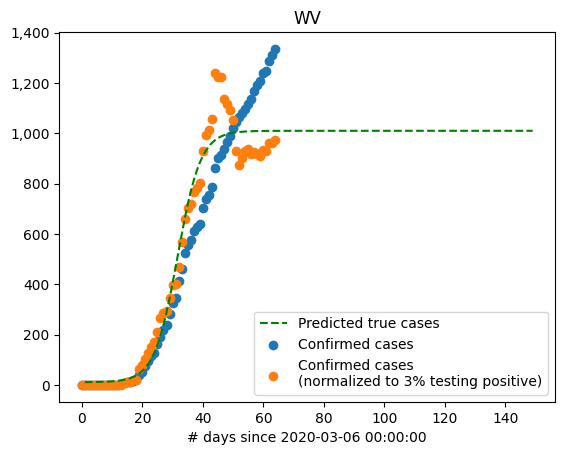 WV
1,400
1,200
1,000
800
600
400
200
0
Predicted true cases
Confirmed cases
Confirmed cases
(normalized to 3% testing positive)
0 20 40 60 80 100 120 140
# days since 2020-03-06 00:00:00